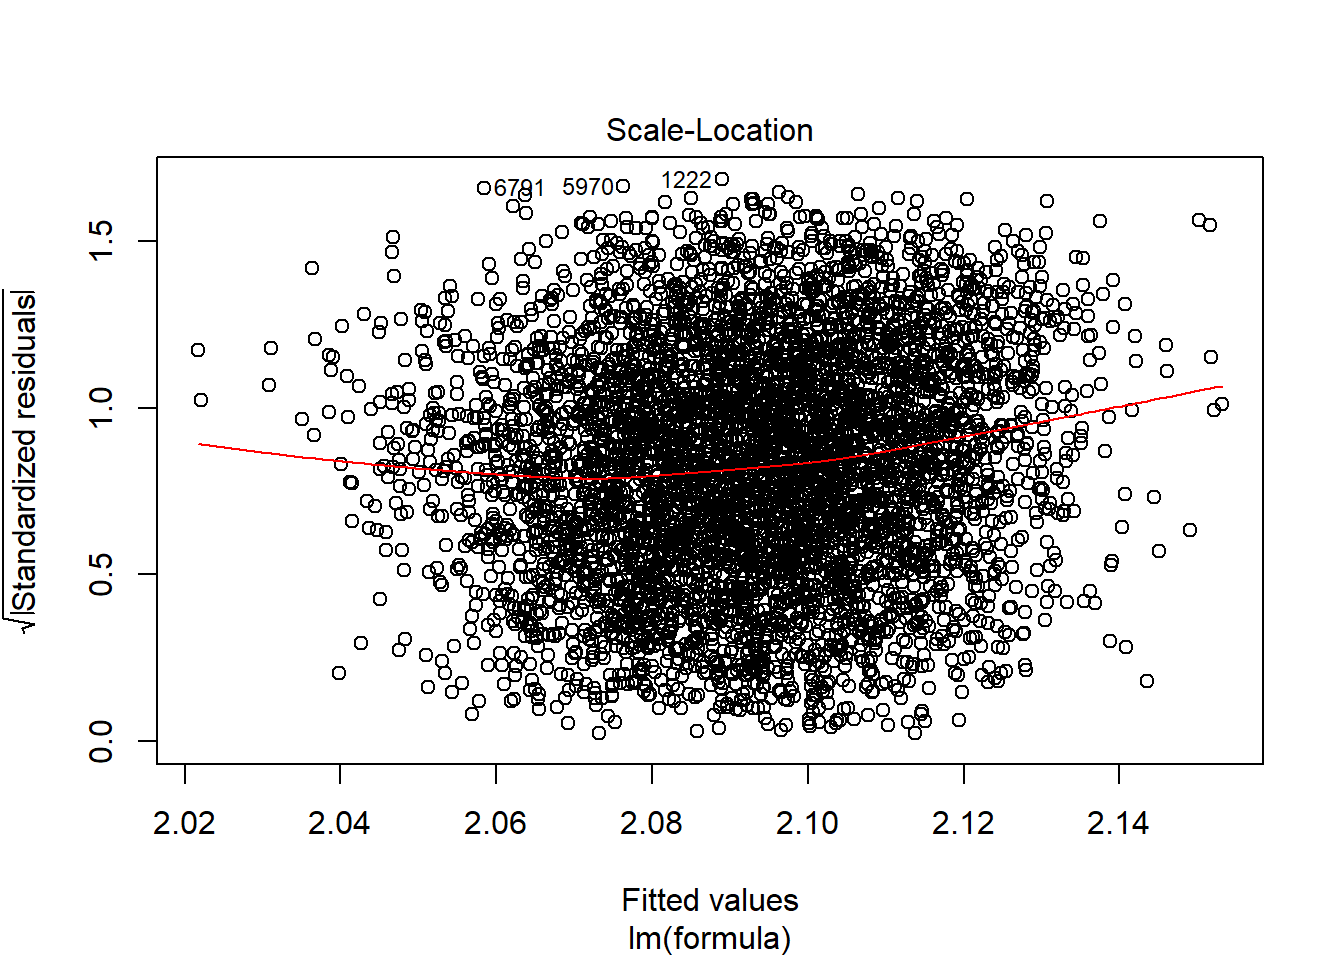 Scale-Location
6791 5970 1222
√|Standardized residuals|
1.5
1.0
0.5
0.0
2.02 2.04 2.06 2.08 2.10 2.12 2.14
Fitted values
lm(formula)